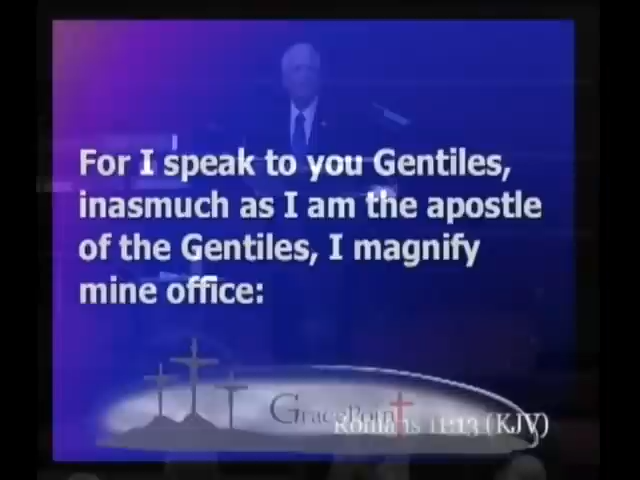 For I speak to you Gentiles,
inasmuch as I am the apostle
of the Gentiles, I magnify
mine office:
GracePoint
Romans 11:13 (KJV)